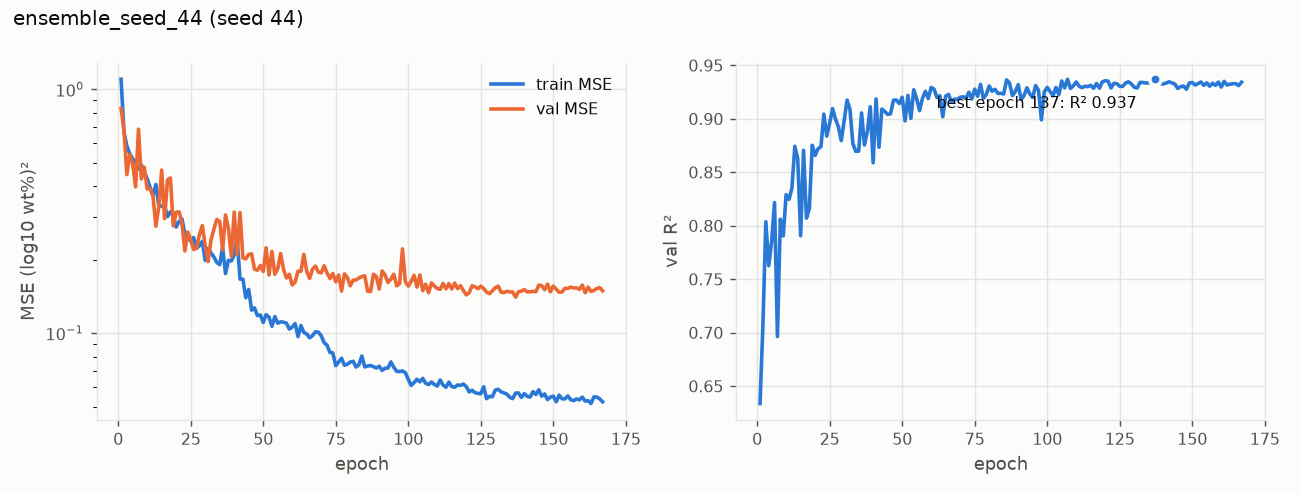 ensemble_seed_44 (seed 44)
MSE (log10 wt%)²
10⁰
10⁻¹
train MSE
val MSE
0 25 50 75 100 125 150 175
epoch
val R²
0.95
0.90
0.85
0.80
0.75
0.70
0.65
best epoch 137: R² 0.937
0 25 50 75 100 125 150 175
epoch